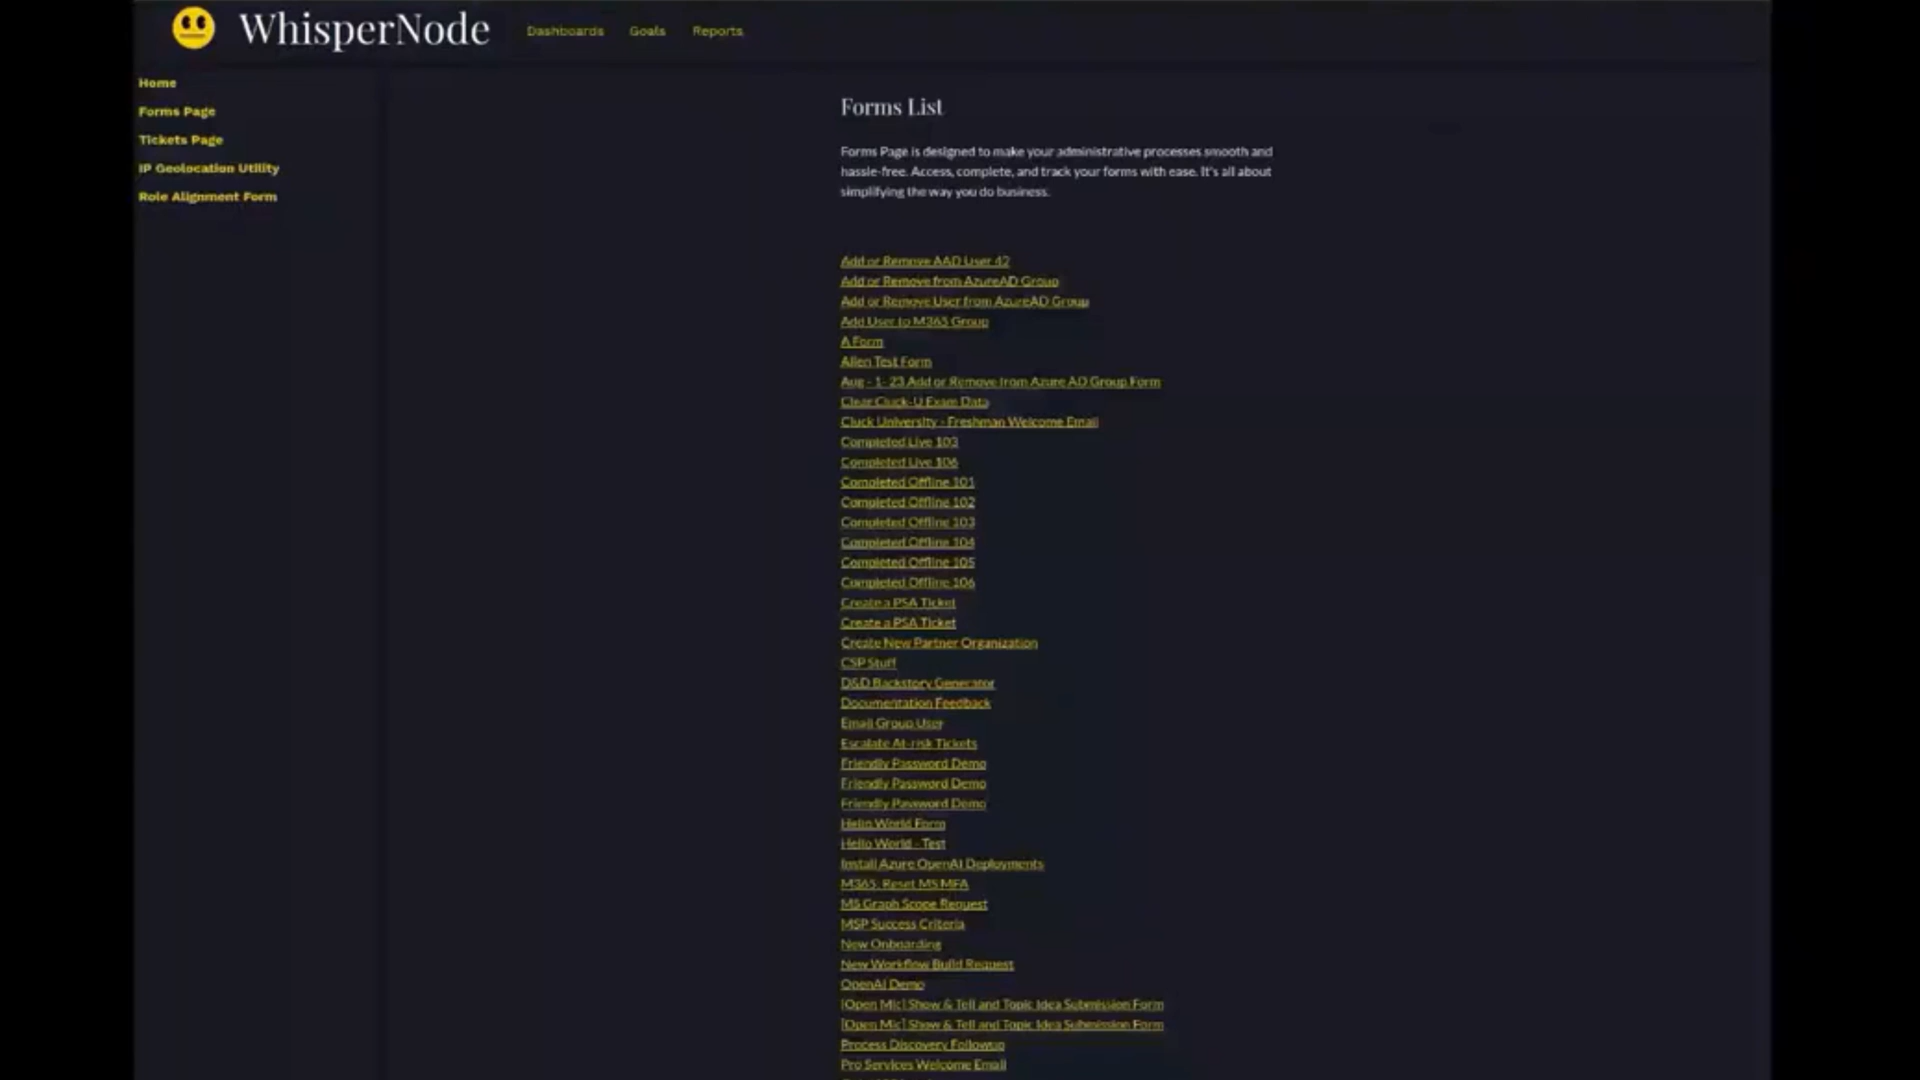 WhisperNode
Dashboards
Goals
Reports
Home
Forms Page
Tickets Page
IP Geolocation Utility
Role Alignment Form
Forms List
Forms Page is designed to make your administrative processes smooth and
hassle-free. Access, complete, and track your forms with ease. It's all about
simplifying the way you do business.
Add or Remove AAD User 42
Add or Remove from AzureAD Group
Add or Remove User from AzureAD Group
Add User to M365 Group
A Form
Allen Test Form
Aug - 1- 23 Add or Remove from Azure AD Group Form
Clear Cluck-U Exam Data
Cluck University - Freshman Welcome Email
Completed Live 103
Completed Live 106
Completed Offline 101
Completed Offline 102
Completed Offline 103
Completed Offline 104
Completed Offline 105
Completed Offline 106
Create a PSA Ticket
Create a PSA Ticket
Create New Partner Organization
CSP Stuff
D&D Backstory Generator
Documentation Feedback
Email Group User
Escalate At-risk Tickets
Friendly Password Demo
Friendly Password Demo
Friendly Password Demo
Hello World Form
Hello World - Test
Install Azure OpenAI Deployments
M365: Reset MS MFA
MS Graph Scope Request
MSP Success Criteria
New Onboarding
New Workflow Build Request
OpenAI Demo
[Open Mic] Show & Tell and Topic Idea Submission Form
[Open Mic] Show & Tell and Topic Idea Submission Form
Process Discovery Followup
Pro Services Welcome Email